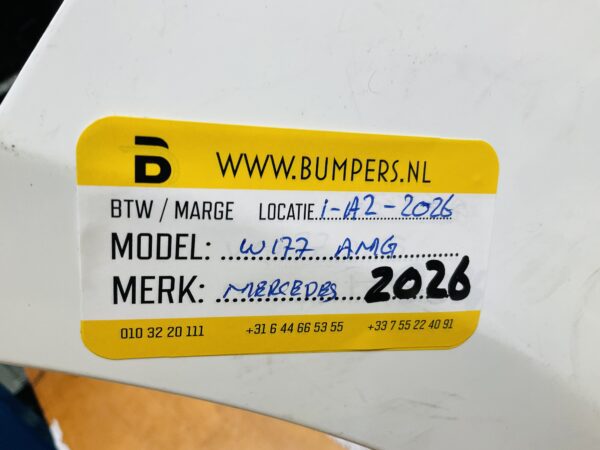 B WWW.BUMPERS.NL
BTW / MARGE LOCATIE 1-A2-2026
MODEL: W177 AMG
MERK: MERCEDES 2026
010 32 20 111 +31 6 44 66 53 55 +33 7 55 22 40 91